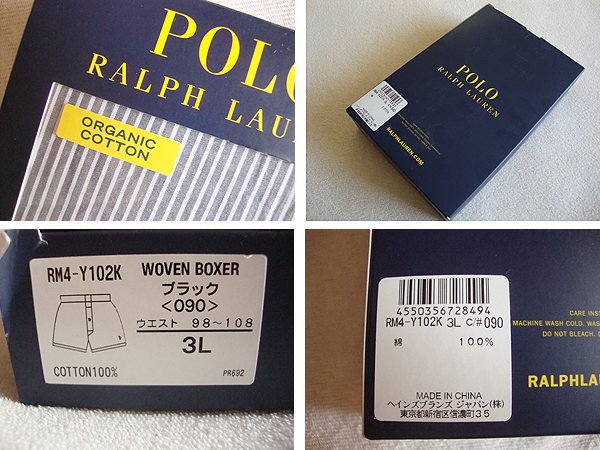 POLO
RALPH LAU
ORGANIC
COTTON
POLO
RALPH LAUREN
RALPHLAUREN.COM
RM4-Y102K WOVEN BOXER
ブラック
<090>
ウエスト 98～108
3L
COTTON100%
PR692
4550356728494
RM4-Y102K 3L C/#090
綿 100%
MADE IN CHINA
ヘインズブランズ ジャパン(株)
東京都新宿区信濃町35
CARE INST
MACHINE WASH COLD. WAS
DO NOT BLEACH.
RALPHLAU